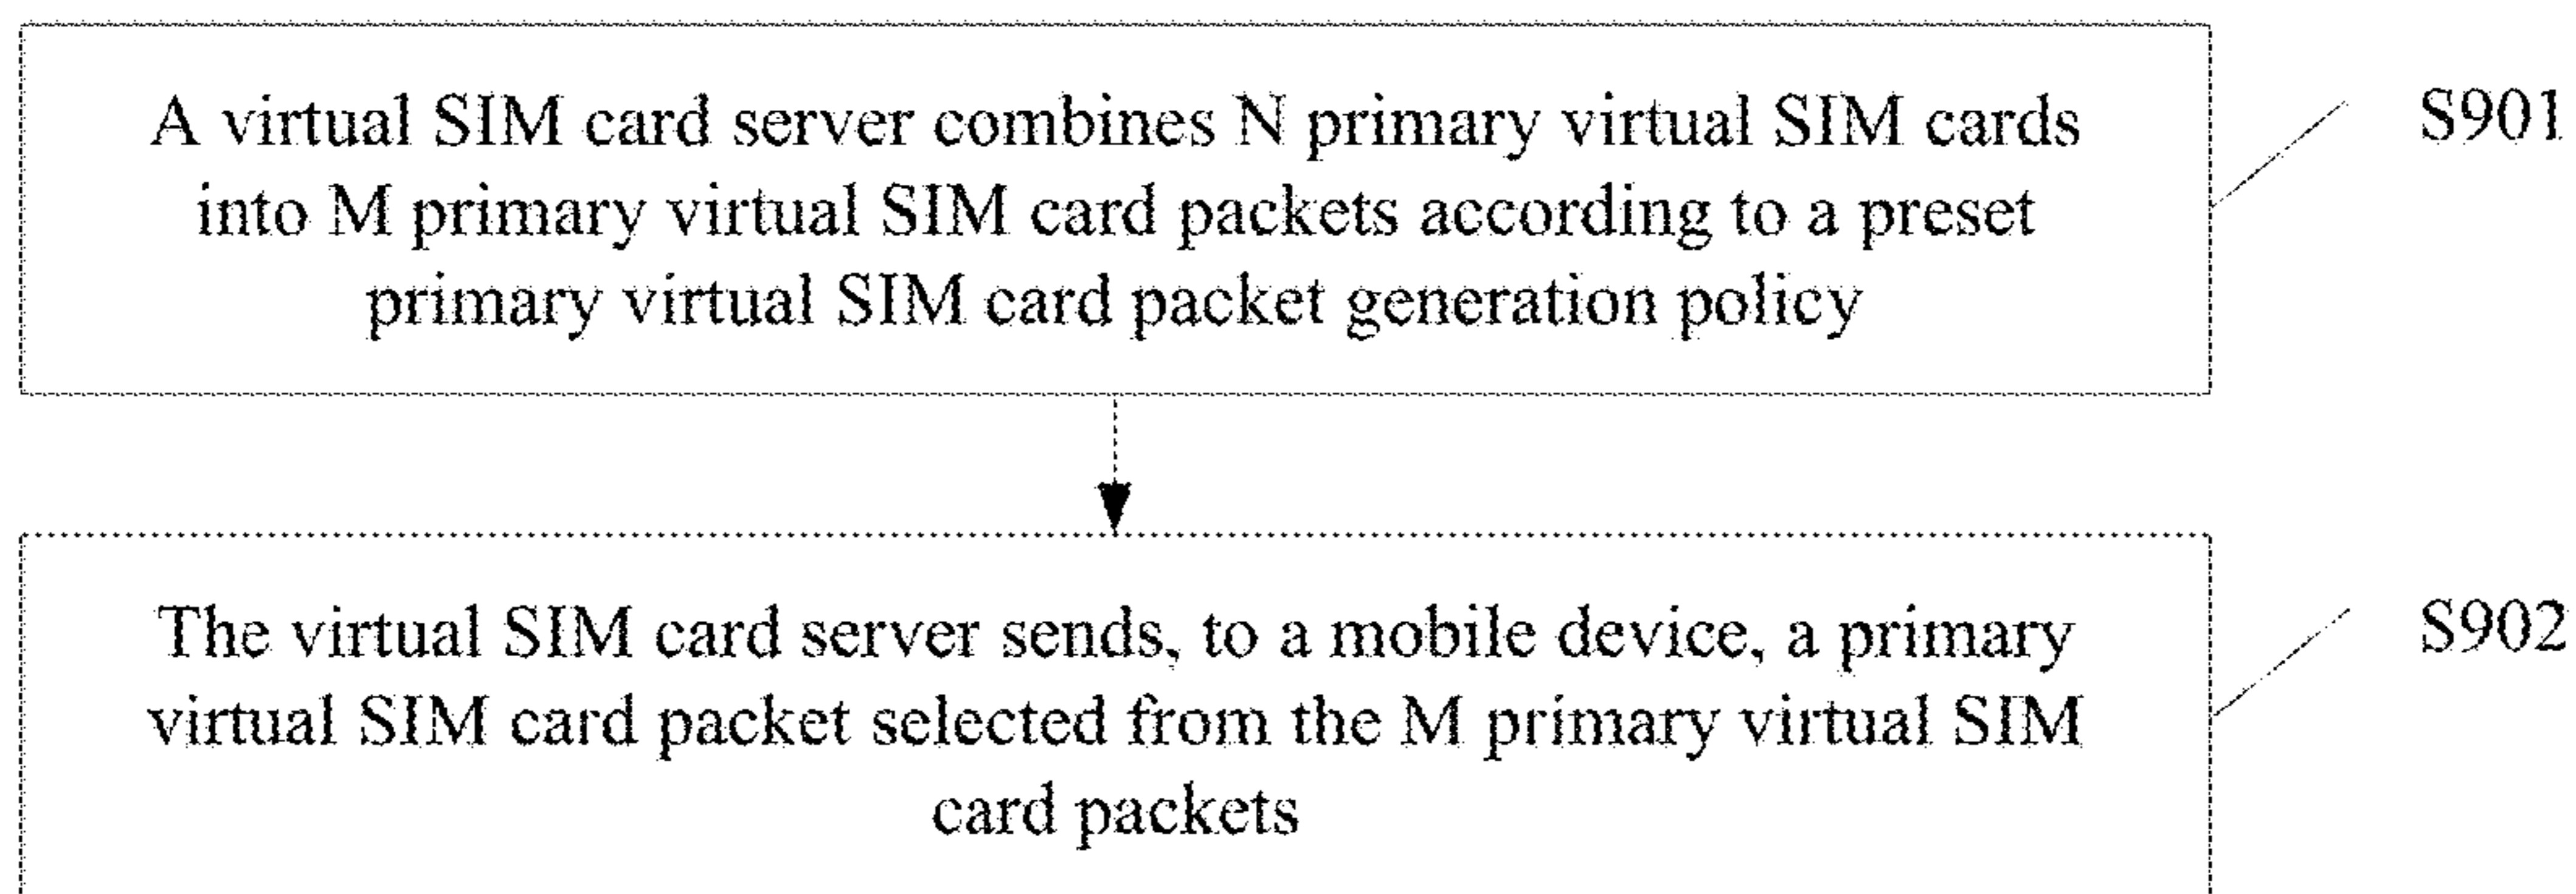 A virtual SIM card server combines N primary virtual SIM cards
into M primary virtual SIM card packets according to a preset
primary virtual SIM card packet generation policy
S901
The virtual SIM card server sends, to a mobile device, a primary
virtual SIM card packet selected from the M primary virtual SIM
card packets
S902